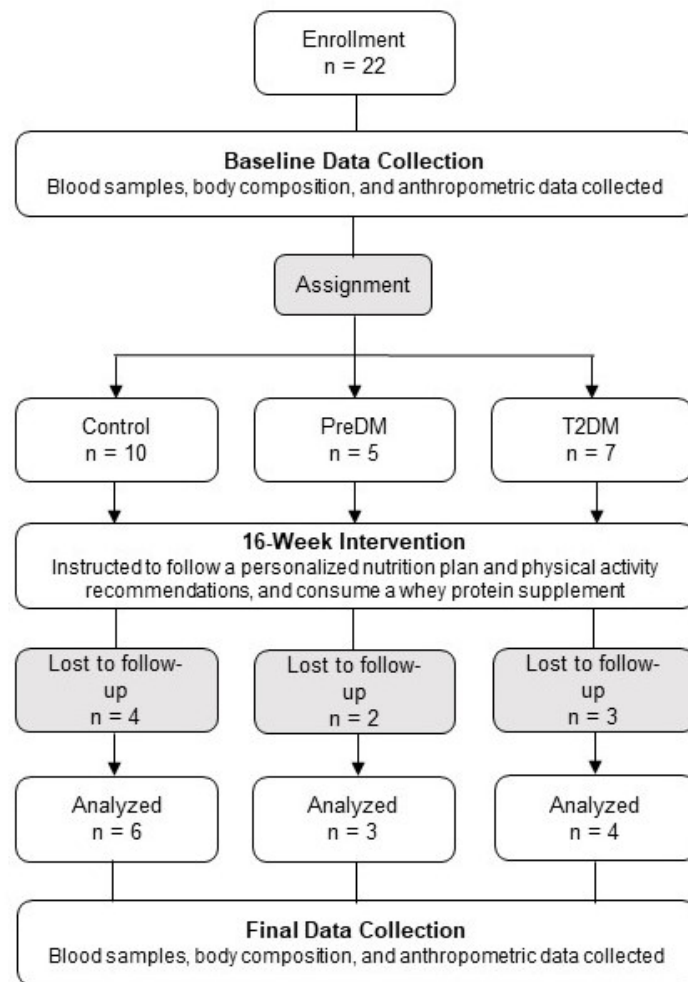 Enrollment
n = 22
Baseline Data Collection
Blood samples, body composition, and anthropometric data collected
Assignment
Control
n = 10
PreDM
n = 5
T2DM
n = 7
16-Week Intervention
Instructed to follow a personalized nutrition plan and physical activity
recommendations, and consume a whey protein supplement
Lost to follow-
up
n = 4
Lost to follow-
up
n = 2
Lost to follow-
up
n = 3
Analyzed
n = 6
Analyzed
n = 3
Analyzed
n = 4
Final Data Collection
Blood samples, body composition, and anthropometric data collected